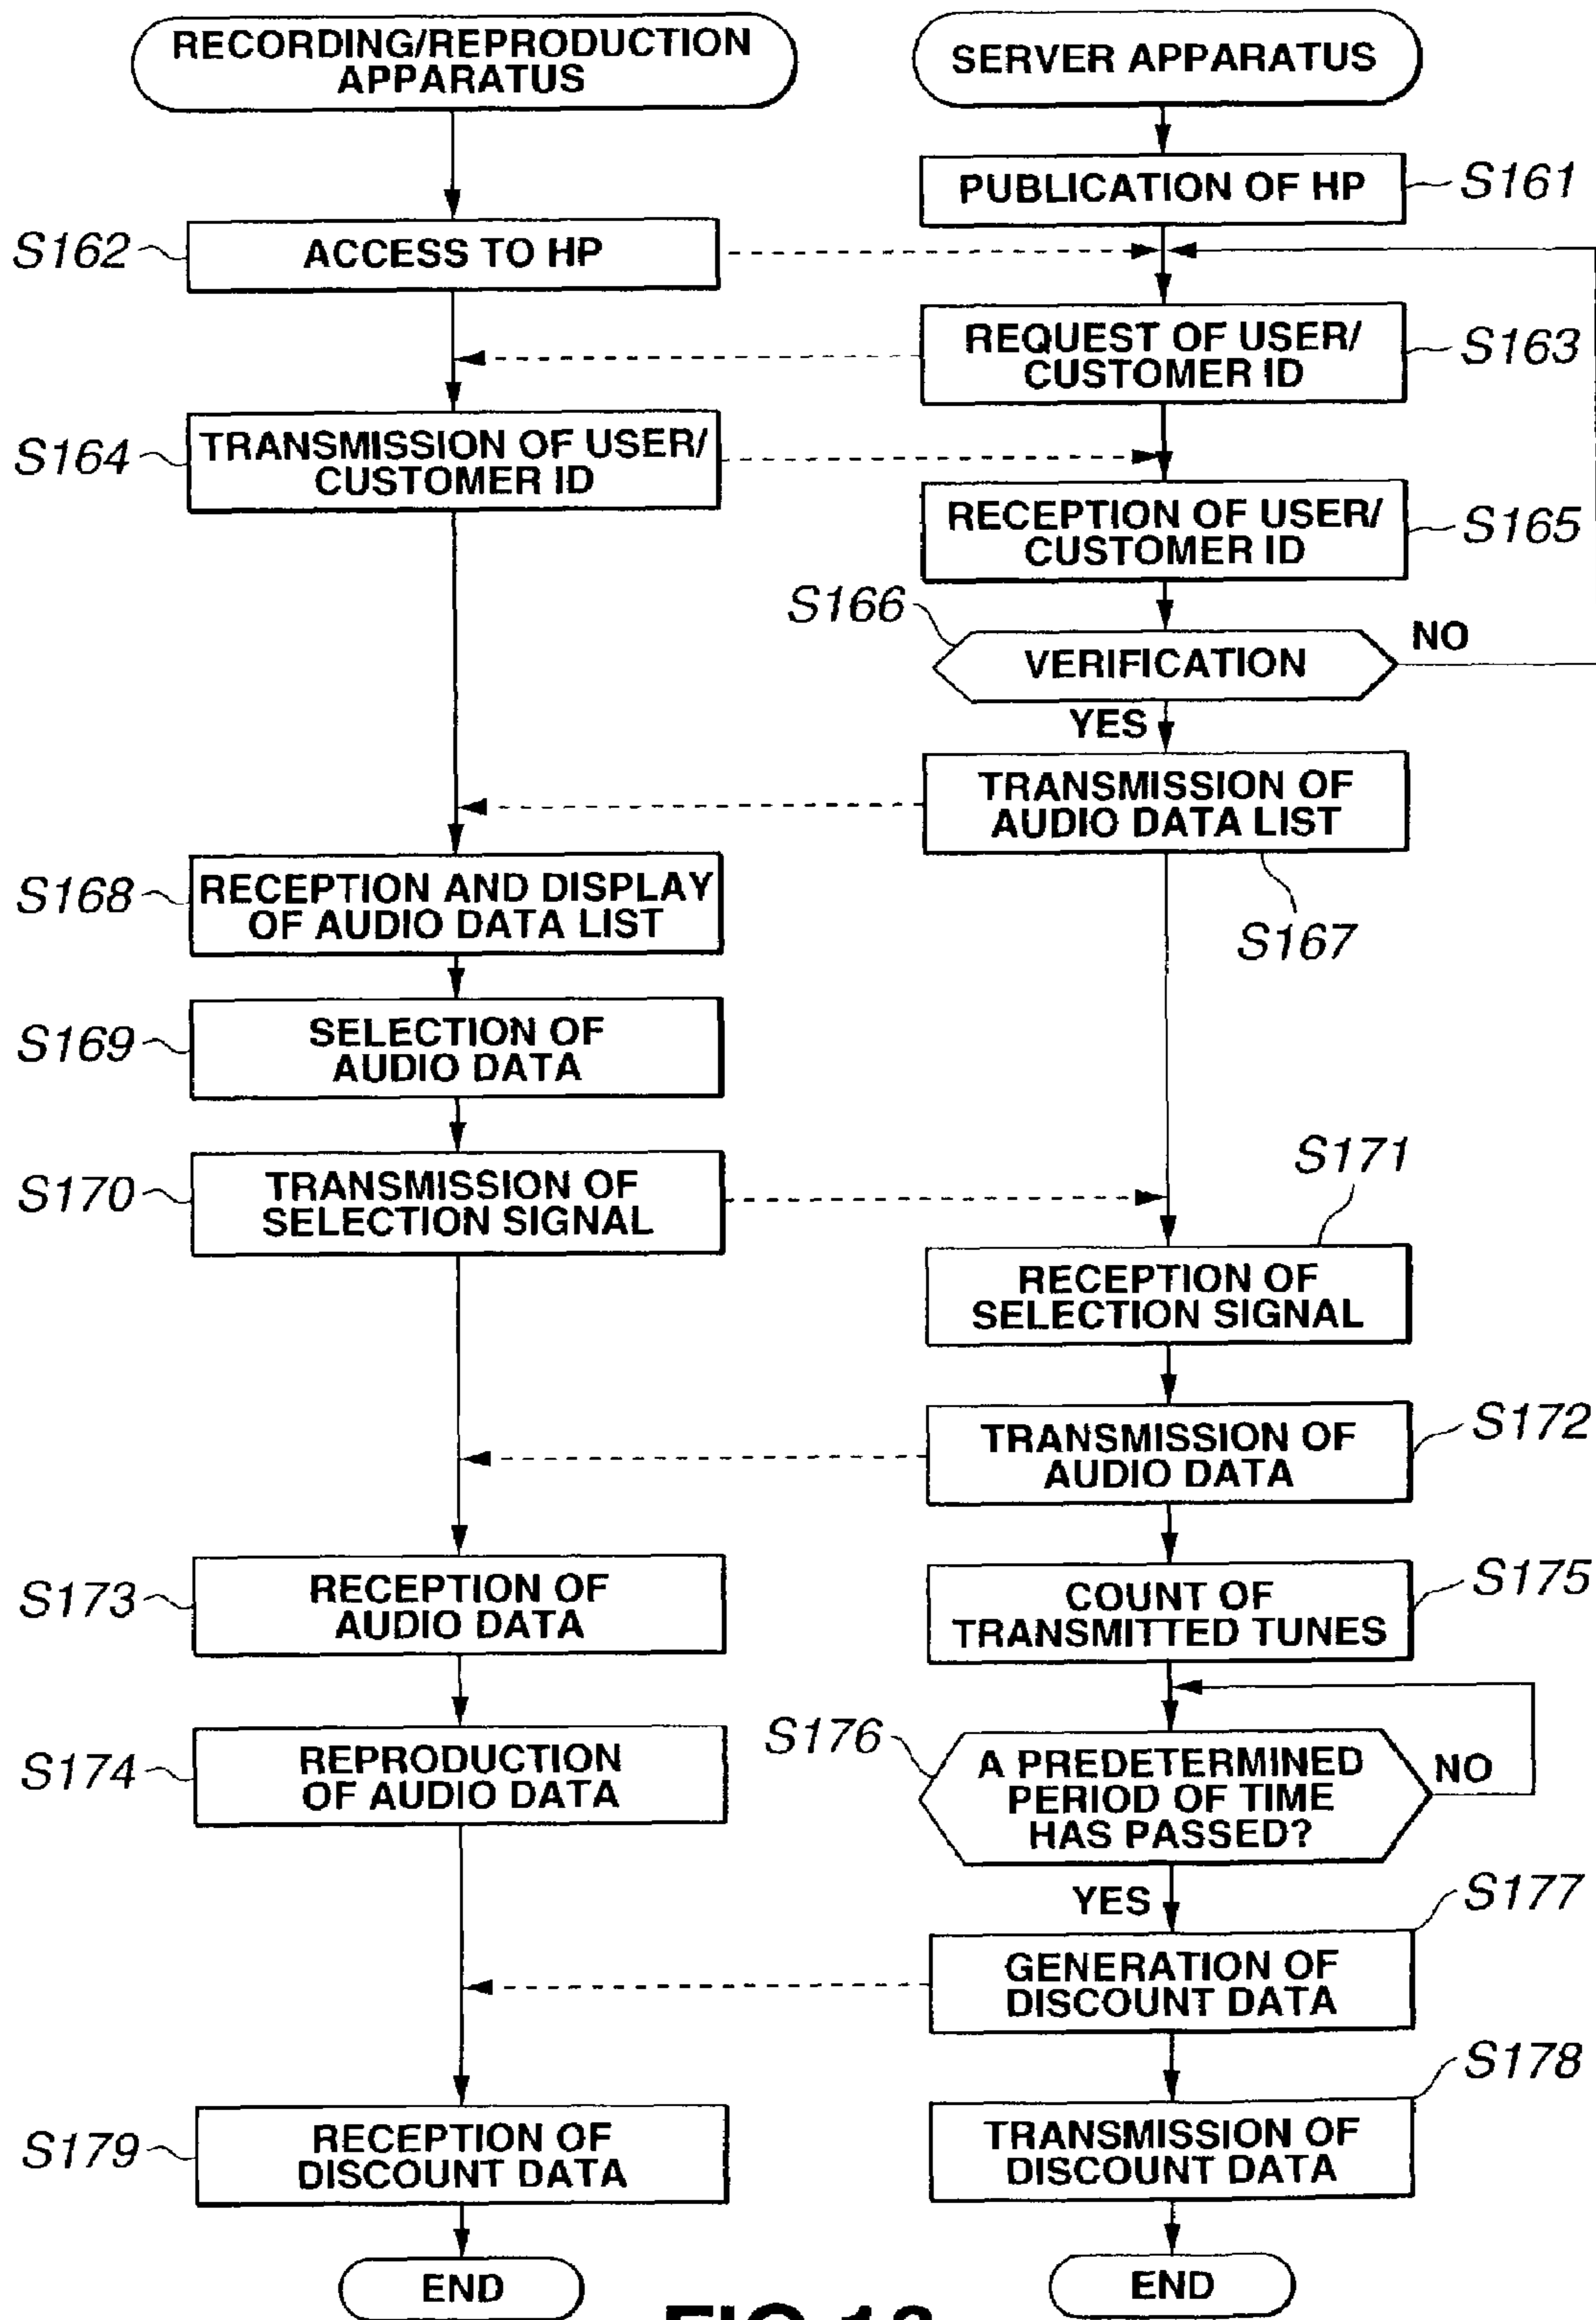 RECORDING/REPRODUCTION
APPARATUS
SERVER APPARATUS
PUBLICATION OF HP
S161
S162
ACCESS TO HP
REQUEST OF USER/
CUSTOMER ID
S163
S164
TRANSMISSION OF USER/
CUSTOMER ID
RECEPTION OF USER/
CUSTOMER ID
S165
S166
VERIFICATION
NO
YES
TRANSMISSION OF
AUDIO DATA LIST
S167
S168
RECEPTION AND DISPLAY
OF AUDIO DATA LIST
S169
SELECTION OF
AUDIO DATA
S170
TRANSMISSION OF
SELECTION SIGNAL
S171
RECEPTION OF
SELECTION SIGNAL
S172
TRANSMISSION OF
AUDIO DATA
S173
RECEPTION OF
AUDIO DATA
S175
COUNT OF
TRANSMITTED TUNES
S174
REPRODUCTION
OF AUDIO DATA
S176
A PREDETERMINED
PERIOD OF TIME
HAS PASSED?
NO
YES
S177
GENERATION OF
DISCOUNT DATA
S178
TRANSMISSION OF
DISCOUNT DATA
S179
RECEPTION OF
DISCOUNT DATA
END
END